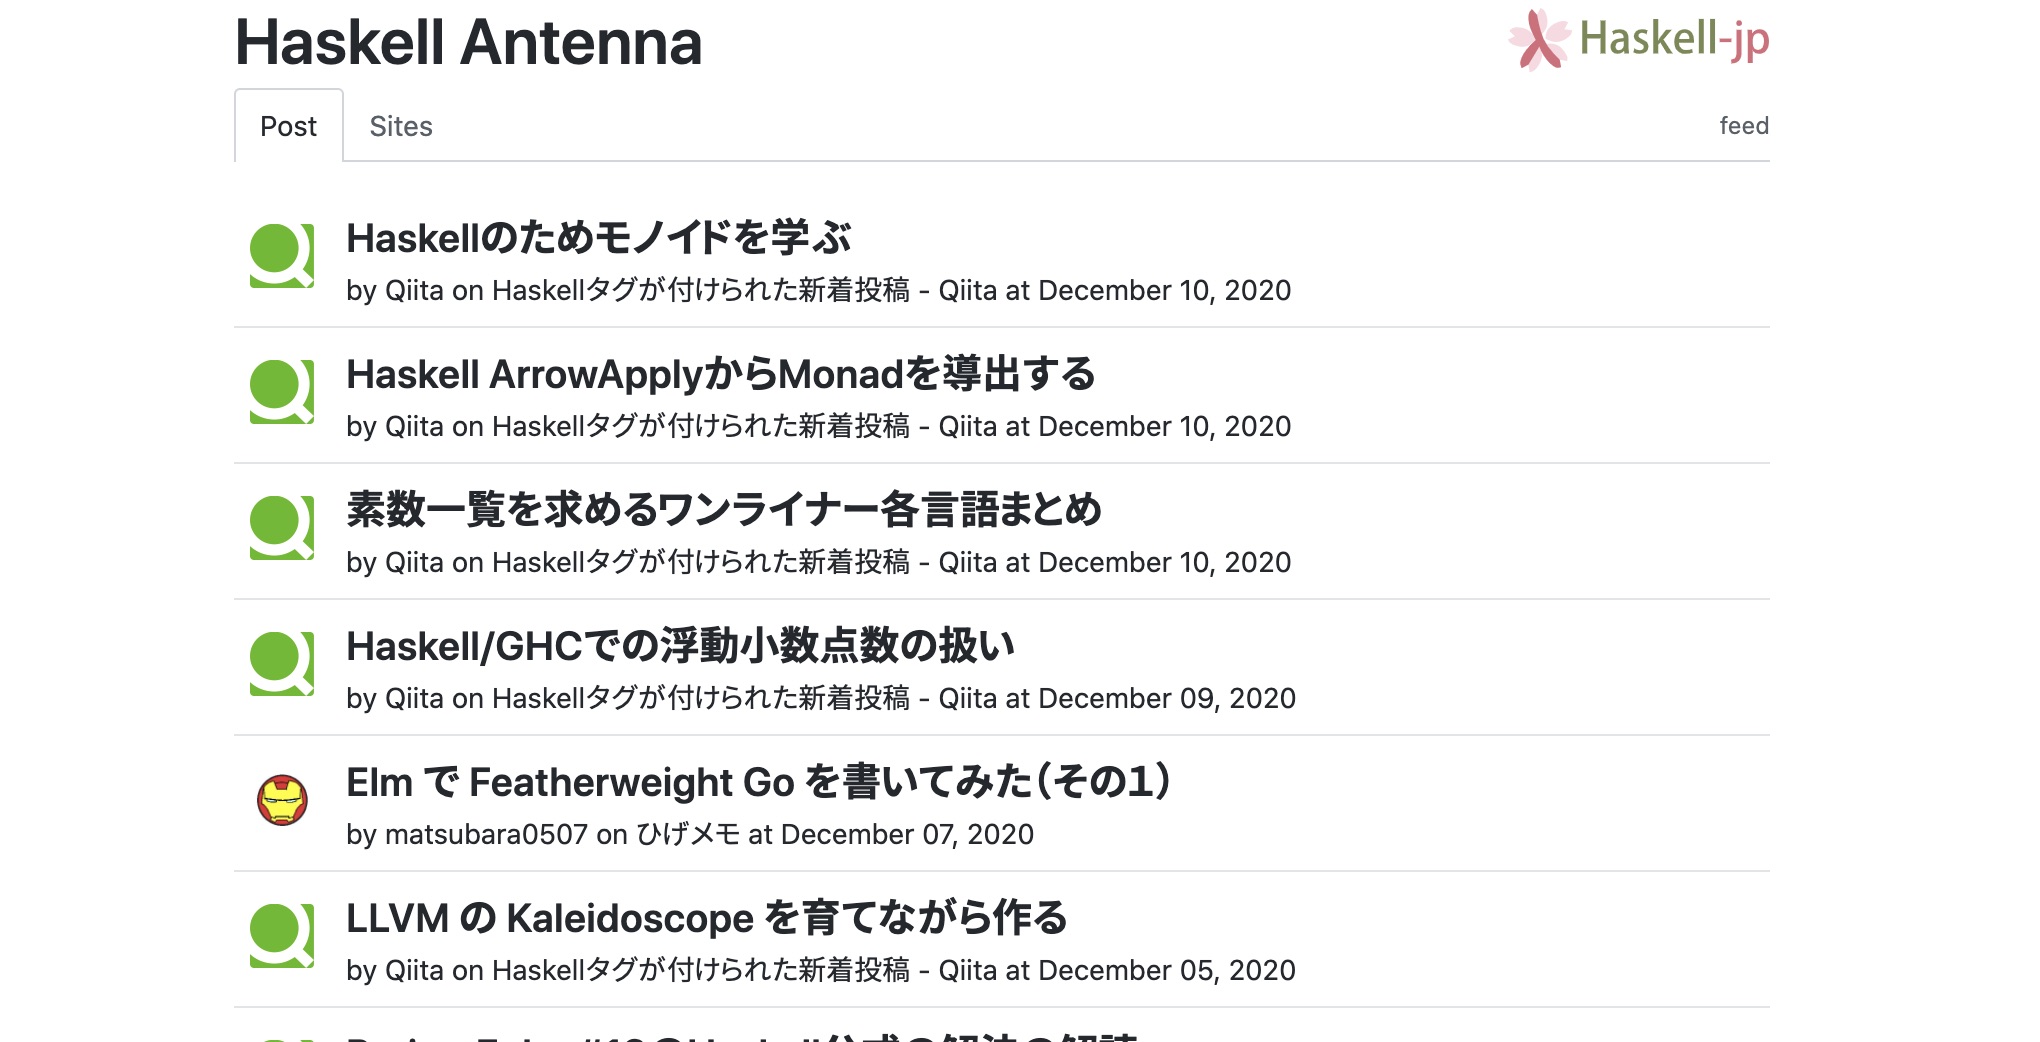 Haskell Antenna
Haskell-jp
Post
Sites
feed
Haskellのためモノイドを学ぶ
by Qiita on Haskellタグが付けられた新着投稿 - Qiita at December 10, 2020
Haskell ArrowApplyからMonadを導出する
by Qiita on Haskellタグが付けられた新着投稿 - Qiita at December 10, 2020
素数一覧を求めるワンライナー各言語まとめ
by Qiita on Haskellタグが付けられた新着投稿 - Qiita at December 10, 2020
Haskell/GHCでの浮動小数点数の扱い
by Qiita on Haskellタグが付けられた新着投稿 - Qiita at December 09, 2020
Elm で Featherweight Go を書いてみた（その１）
by matsubara0507 on ひげメモ at December 07, 2020
LLVM の Kaleidoscope を育てながら作る
by Qiita on Haskellタグが付けられた新着投稿 - Qiita at December 05, 2020